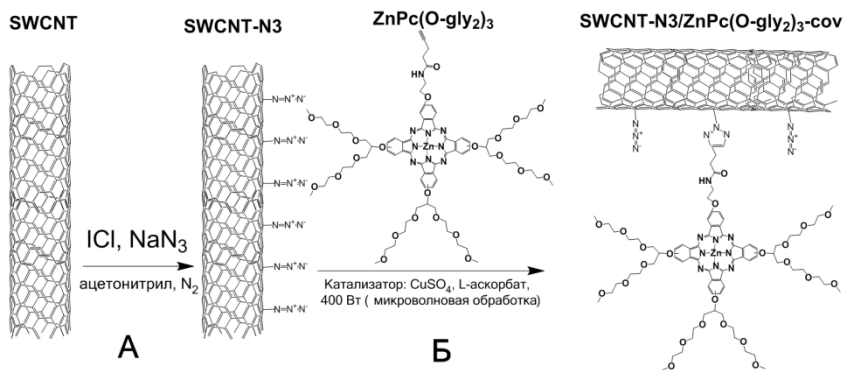 SWCNT
SWCNT-N3
ZnPc(O-gly₂)₃
SWCNT-N3/ZnPc(O-gly₂)₃-cov
ICl, NaN₃
ацетонитрил, N₂
Катализатор: CuSO₄, L-аскорбат,
400 Вт ( микроволновая обработка)
А
Б